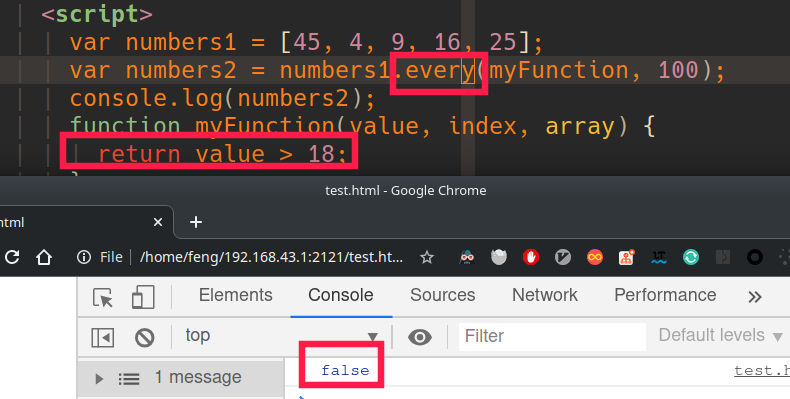 <script>
var numbers1 = [45, 4, 9, 16, 25];
var numbers2 = numbers1.every(myFunction, 100);
console.log(numbers2);
function myFunction(value, index, array) {
return value > 18;
test.html - Google Chrome
html
File
/home/feng/192.168.43.1:2121/test.ht...
Elements Console Sources Network Performance
top
Filter
Default levels
1 message
false
test.h